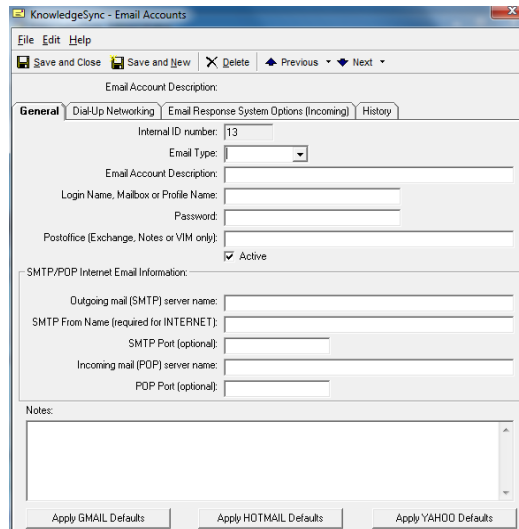 KnowledgeSync - Email Accounts
File Edit Help
Save and Close Save and New Delete Previous Next
Email Account Description:
General Dial-Up Networking Email Response System Options (Incoming) History
Internal ID number: 13
Email Type:
Email Account Description:
Login Name, Mailbox or Profile Name:
Password:
Postoffice (Exchange, Notes or VIM only):
Active
SMTP/POP Internet Email Information:
Outgoing mail (SMTP) server name:
SMTP From Name (required for INTERNET):
SMTP Port (optional):
Incoming mail (POP) server name:
POP Port (optional):
Notes:
Apply GMAIL Defaults Apply HOTMAIL Defaults Apply YAHOO Defaults